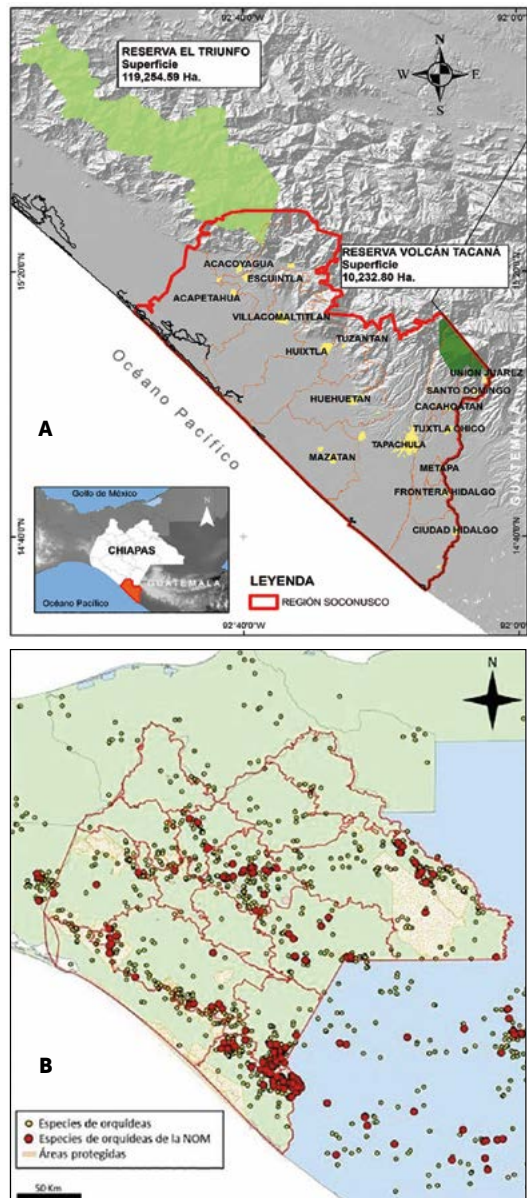 92°40'0"W
92°0'0"
RESERVA EL TRIUNFO
Superficie
119,254.59 Ha.
N
W
E
S
RESERVA VOLCÁN TACANÁ
Superficie
10,232.80 Ha.
15°20'0"N
15°20'0"N
ACACOYAGUA
ESCUINTLA
ACAPETAHUA
VILLACOMALTITLAN
TUZANTAN
HUIXTLA
UNION JUAREZ
SANTO DOMINGO
HUEHUETAN
CACAHOATAN
TUXTLA CHICO
TAPACHULA
MAZATAN
METAPA
FRONTERA HIDALGO
CIUDAD HIDALGO
Océano Pacífico
GUATEMALA
A
14°40'0"N
14°40'0"N
Golfo de México
N
CHIAPAS
GUATEMALA
Océano Pacífico
LEYENDA
REGIÓN SOCONUSCO
92°40'0"W
92°0'0"
N
B
Especies de orquídeas
Especies de orquídeas de la NOM
Áreas protegidas
50 Km